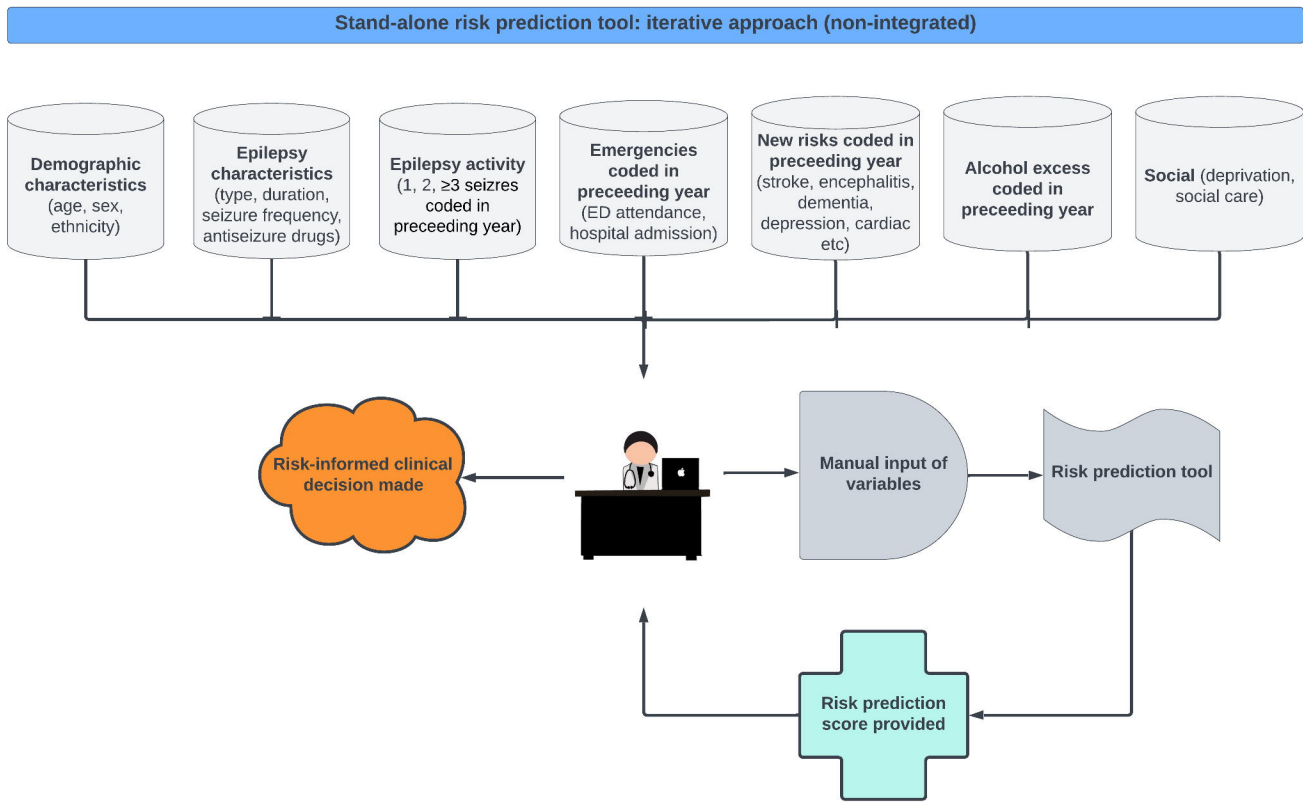 Stand-alone risk prediction tool: iterative approach (non-integrated)
Demographic
characteristics
(age, sex,
ethnicity)
Epilepsy
characteristics
(type, duration,
seizure frequency,
antiseizure drugs)
Epilepsy activity
(1, 2, ≥3 seizres
coded in
preceeding year)
Emergencies
coded in
preceeding year
(ED attendance,
hospital admission)
New risks coded in
preceeding year
(stroke, encephalitis,
dementia,
depression, cardiac
etc)
Alcohol excess
coded in
preceeding year
Social (deprivation,
social care)
Risk-informed clinical
decision made
Manual input of
variables
Risk prediction tool
Risk prediction
score provided